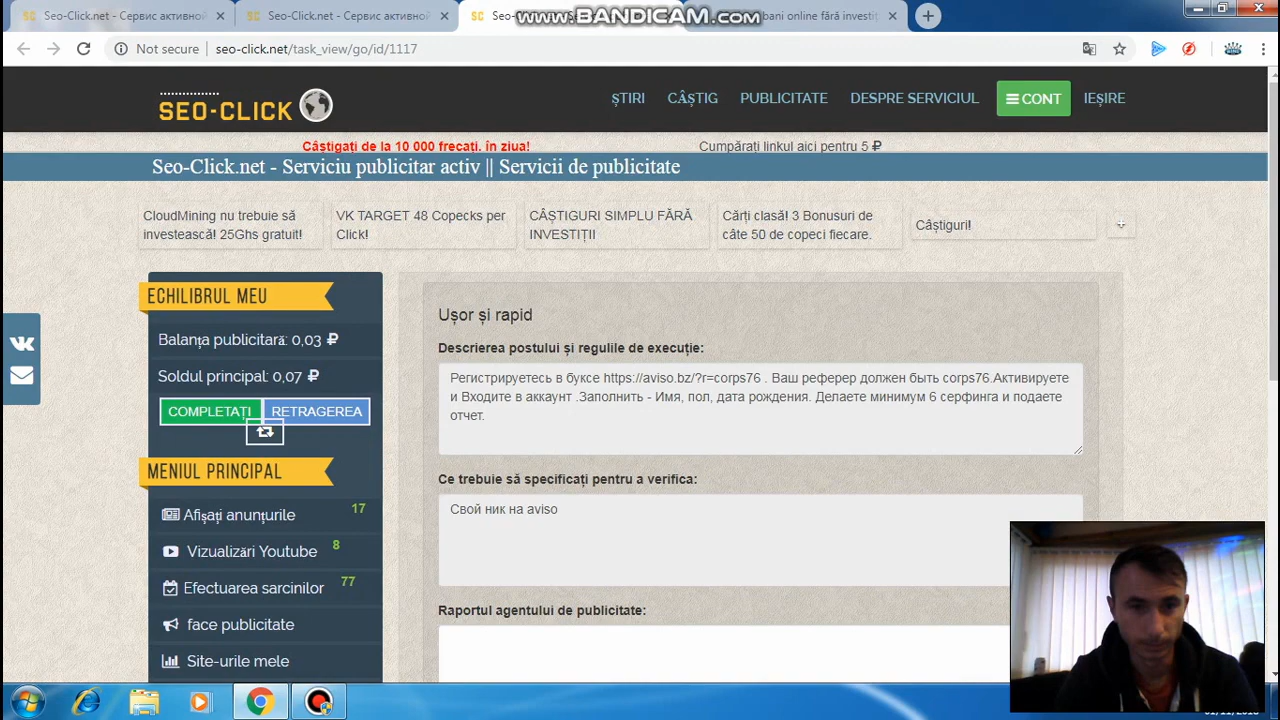 Seo-Click.net - Сервис активной
Seo-Click.net - Сервис активной
Seo-
bani online fără investiț
www.BANDICAM.com
Not secure
seo-click.net/task_view/go/id/1117
SEO-CLICK
ȘTIRI
CÂȘTIG
PUBLICITATE
DESPRE SERVICIUL
CONT
IEȘIRE
Câștigați de la 10 000 frecați. în ziua!
Cumpărați linkul aici pentru 5 ₽
Seo-Click.net - Serviciu publicitar activ || Servicii de publicitate
CloudMining nu trebuie să
investească! 25Ghs gratuit!
VK TARGET 48 Copecks per
Click!
CÂȘTIGURI SIMPLU FĂRĂ
INVESTIȚII
Cărți clasă! 3 Bonusuri de
câte 50 de copeci fiecare.
Câștiguri!
+
ECHILIBRUL MEU
Balanța publicitară: 0,03 ₽
Soldul principal: 0,07 ₽
COMPLETAȚI
RETRAGEREA
MENIUL PRINCIPAL
Afișați anunțurile
17
Vizualizări Youtube
8
Efectuarea sarcinilor
77
face publicitate
Site-urile mele
Ușor și rapid
Descrierea postului și regulile de execuție:
Регистрируетесь в буксе https://aviso.bz/?r=corps76 . Ваш реферер должен быть corps76.Активируете
и Входите в аккаунт .Заполнить - Имя, пол, дата рождения. Делаете минимум 6 серфинга и подаете
отчет.
Ce trebuie să specificați pentru a verifica:
Свой ник на aviso
Raportul agentului de publicitate: